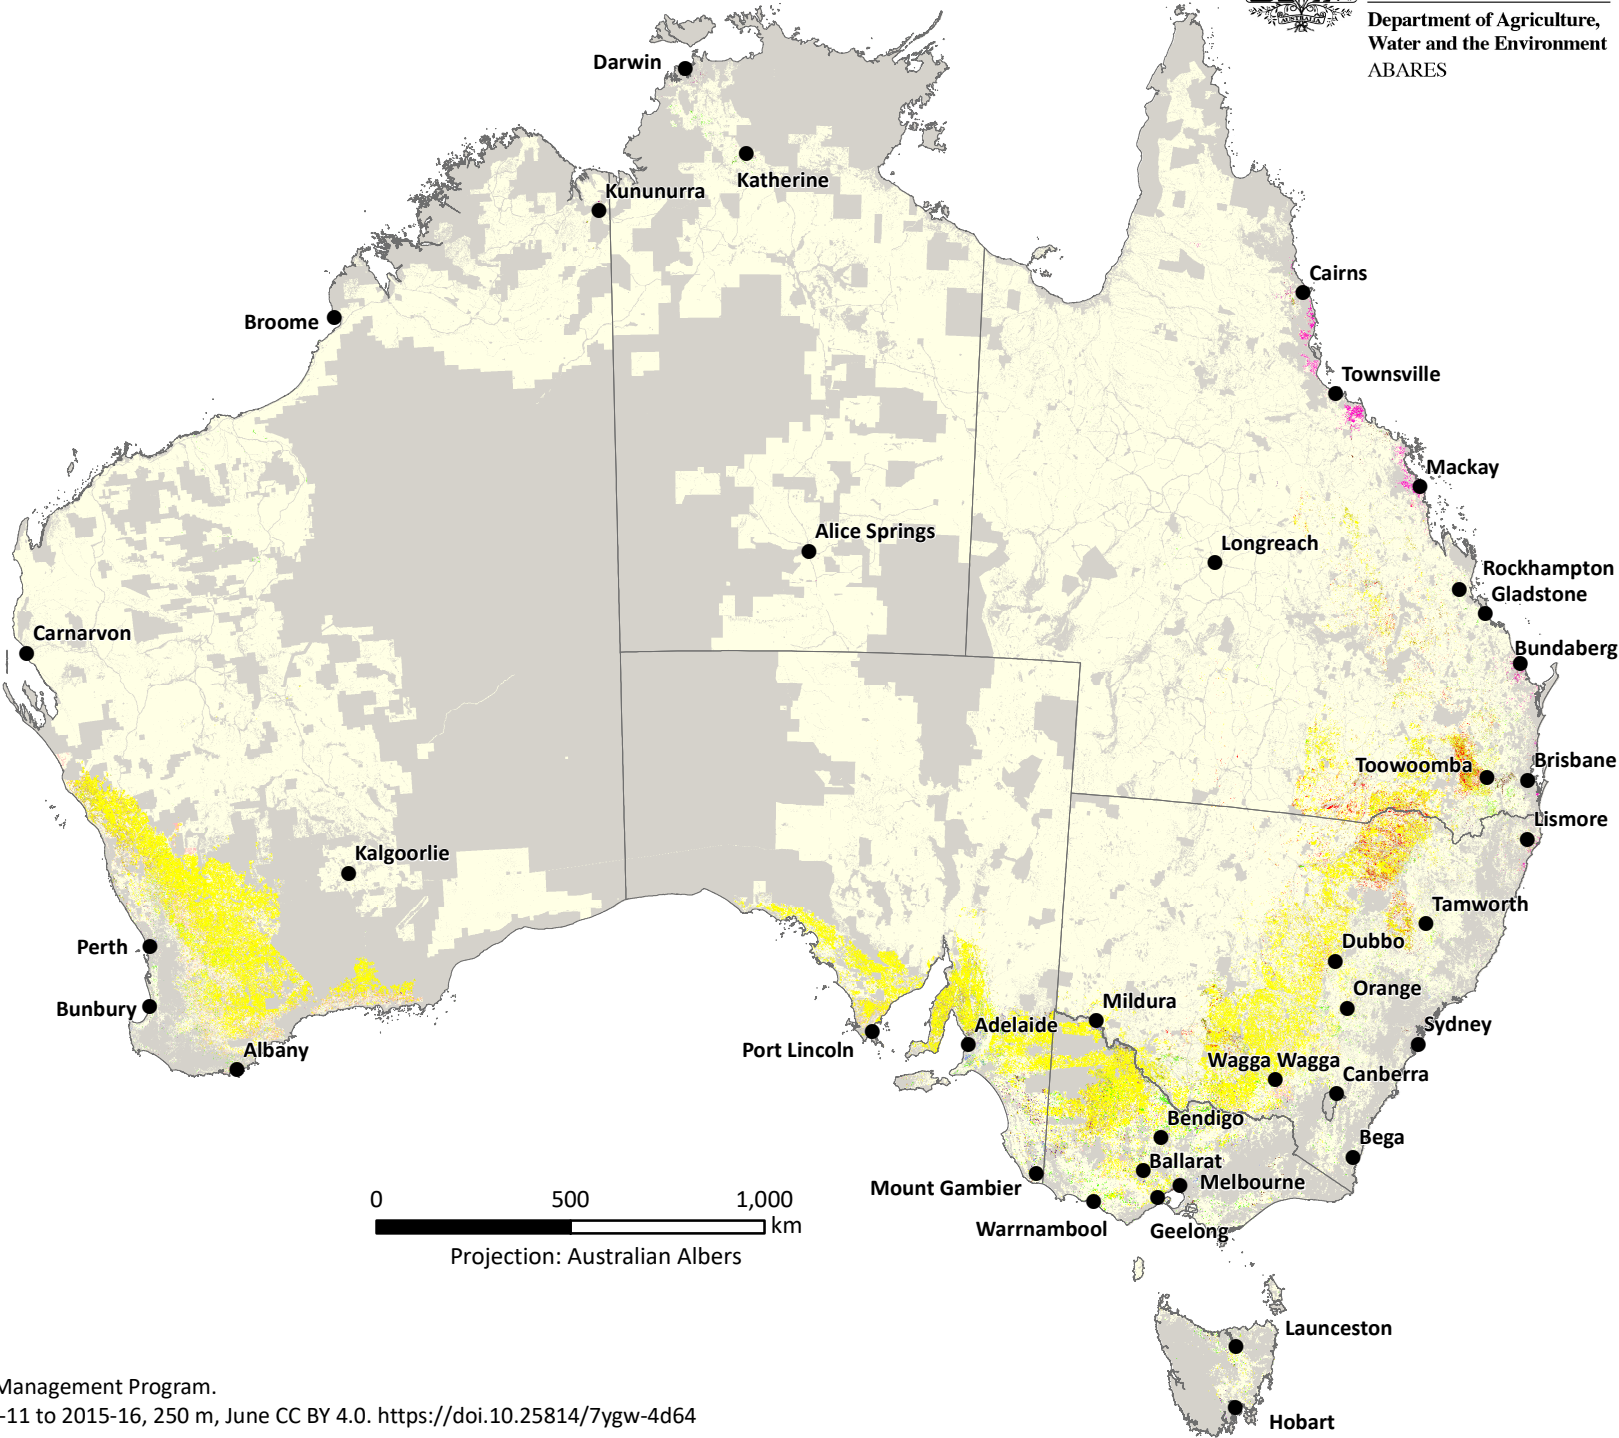 AUSTRALIA
Department of Agriculture,
Water and the Environment
ABARES
Darwin
Katherine
Kununurra
Cairns
Broome
Townsville
Mackay
Alice Springs
Longreach
Rockhampton
Gladstone
Carnarvon
Bundaberg
Toowoomba
Brisbane
Lismore
Kalgoorlie
Tamworth
Perth
Dubbo
Orange
Bunbury
Mildura
Sydney
Adelaide
Port Lincoln
Albany
Wagga Wagga
Canberra
Bendigo
Bega
Ballarat
Mount Gambier
Melbourne
Warrnambool
Geelong
0 500 1,000
km
Projection: Australian Albers
Launceston
Hobart
Management Program.
-11 to 2015-16, 250 m, June CC BY 4.0. https://doi.org/10.25814/7ygw-4d64